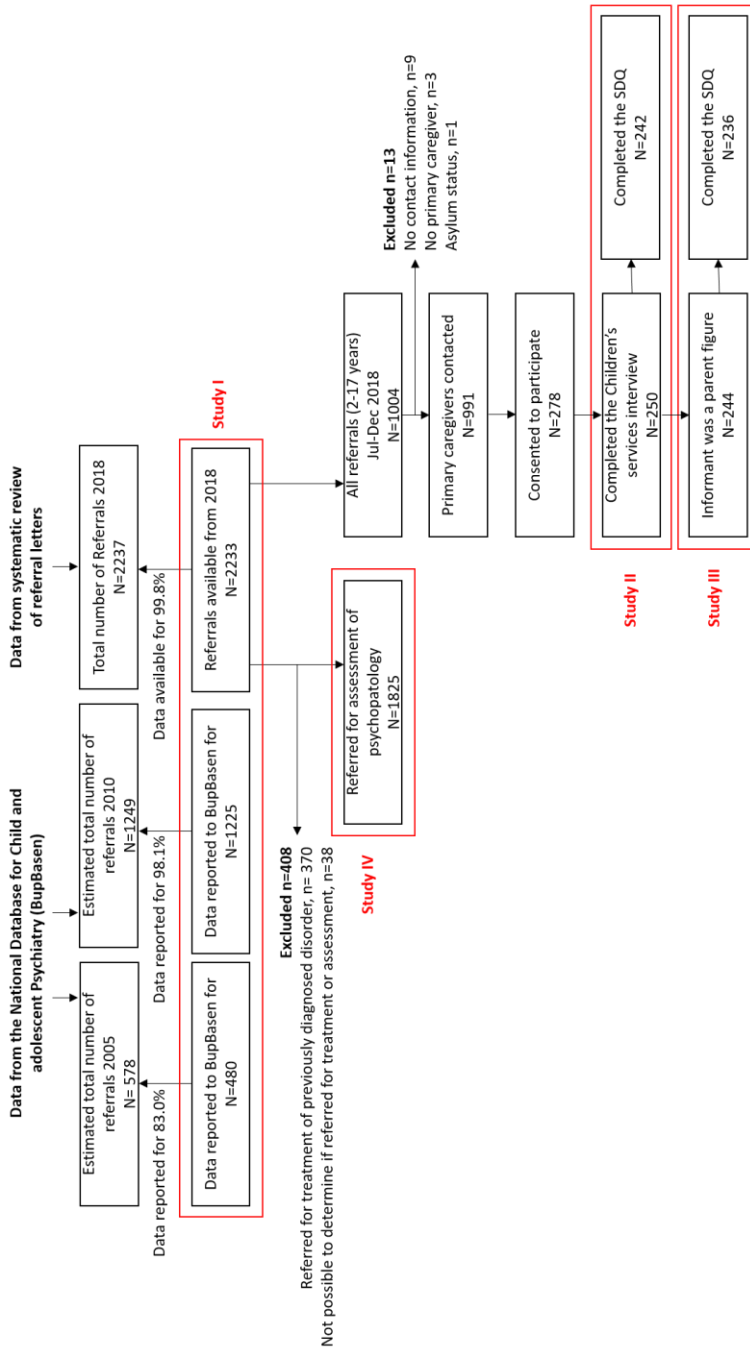 Data from the National Database for Child and
adolescent Psychiatry (BupBasen)
Data from systematic review
of referral letters
Estimated total number of
referrals 2005
N= 578
Estimated total number of
referrals 2010
N=1249
Total number of Referrals 2018
N=2237
Data reported for 83.0%
Data reported for 98.1%
Data available for 99.8%
Study I
Data reported to BupBasen for
N=480
Data reported to BupBasen for
N=1225
Referrals available from 2018
N=2233
Excluded n=408
Referred for treatment of previously diagnosed disorder, n= 370
Not possible to determine if referred for treatment or assessment, n=38
Study IV
Referred for assessment of
psychopatology
N=1825
All referrals (2-17 years)
Jul-Dec 2018
N=1004
Excluded n=13
No contact information, n=9
No primary caregiver, n=3
Asylum status, n=1
Primary caregivers contacted
N=991
Consented to participate
N=278
Study II
Completed the Children’s
services interview
N=250
Completed the SDQ
N=242
Study III
Informant was a parent figure
N=244
Completed the SDQ
N=236